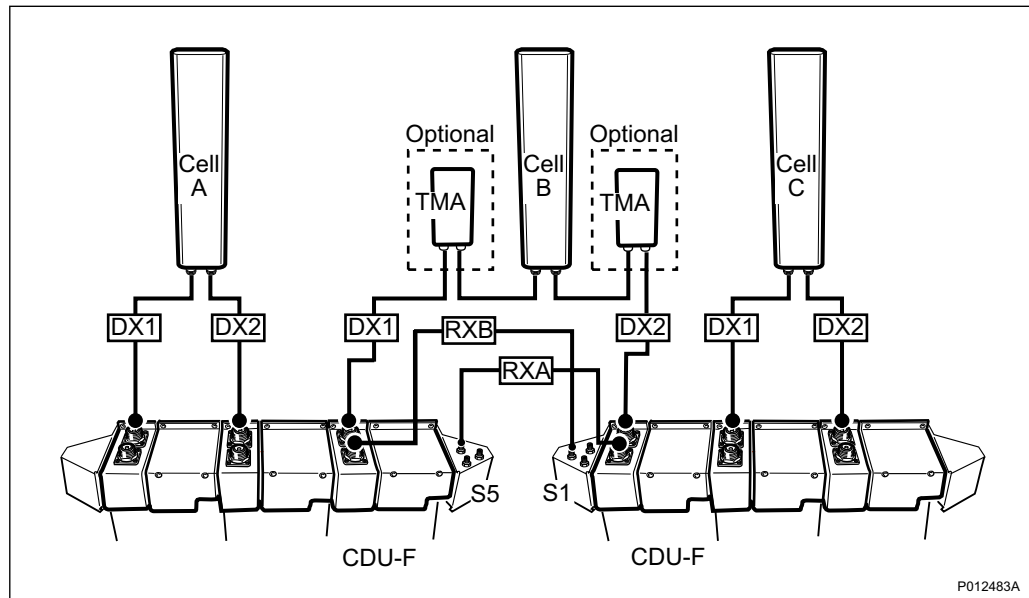 Optional
Optional
Cell
A
TMA
Cell
B
TMA
Cell
C
DX1
DX2
DX1
RXB
DX2
DX1
DX2
RXA
S5
S1
CDU-F
CDU-F
P012483A